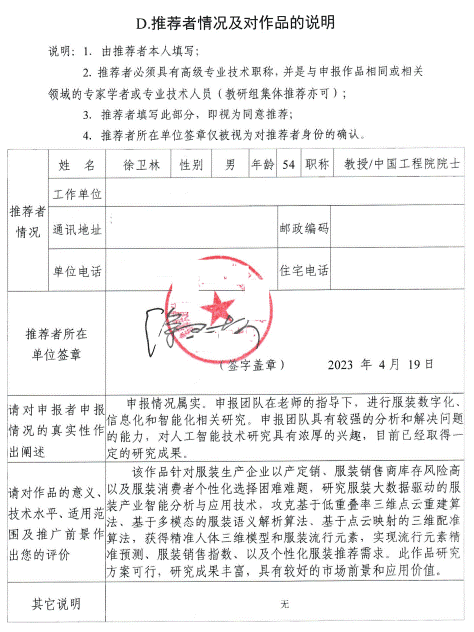 D.推荐者情况及对作品的说明
说明：1. 由推荐者本人填写；
2. 推荐者必须具有高级专业技术职称，并是与申报作品相同或相关
领域的专家学者或专业技术人员（教研组集体推荐亦可）；
3. 推荐者填写此部分，即视为同意推荐；
4. 推荐者所在单位签章仅被视为对推荐者身份的确认。
推荐者
情况
姓 名 徐卫林 性别 男 年龄 54 职称 教授/中国工程院院士
工作单位
通讯地址 邮政编码
单位电话 住宅电话
推荐者所在
单位签章
（签字盖章） 2023 年 4 月 19 日
请对申报者申报
情况的真实性作
出阐述
申报情况属实。申报团队在老师的指导下，进行服装数字化、
信息化和智能化相关研究。申报团队具有较强的分析和解决问题
的能力，对人工智能技术研究具有浓厚的兴趣，目前已经取得一
定的研究成果。
请对作品的意义、
技术水平、适用范
围及推广前景作
出您的评价
该作品针对服装生产企业以产定销、服装销售商库存风险高
以及服装消费者个性化选择困难难题，研究服装大数据驱动的服
装产业智能分析与应用技术，攻克基于低重叠率三维点云重建算
法、基于多模态的服装语义解析算法、基于点云映射的三维配准
算法，获得精准人体三维模型和服装流行元素，实现流行元素精
准预测、服装销售指数、以及个性化服装推荐需求。此作品研究
方案可行，研究成果丰富，具有较好的市场前景和应用价值。
其它说明 无